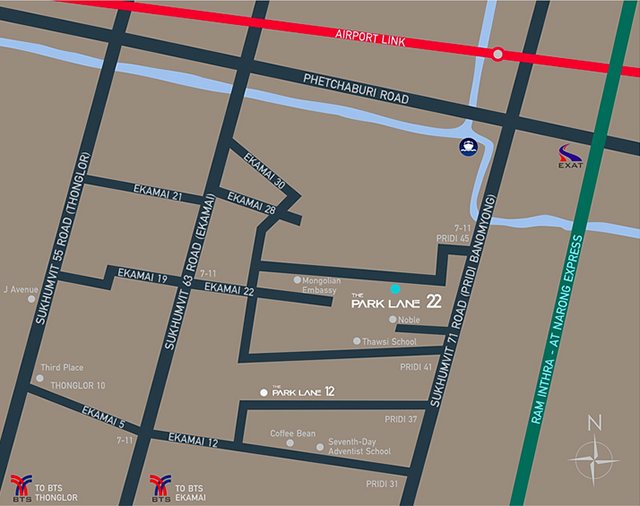 AIRPORT LINK
PHETCHABURI ROAD
EXAT
EKAMAI 30
EKAMAI 21
EKAMAI 28
SUKHUMVIT 55 ROAD (THONGLOR)
SUKHUMVIT 63 ROAD (EKAMAI)
SUKHUMVIT 71 ROAD (PRIDI BANOMYONG)
RAM INTHRA - AT NARONG EXPRESS
7-11
PRIDI 45
EKAMAI 19
7-11
EKAMAI 22
Mongolian
Embassy
J Avenue
THE
PARK LANE 22
Noble
Thawsi School
PRIDI 41
Third Place
THONGLOR 10
THE
PARK LANE 12
EKAMAI 5
PRIDI 37
7-11
EKAMAI 12
Coffee Bean
Seventh-Day
Adventist School
PRIDI 31
N
BTS
TO BTS
THONGLOR
BTS
TO BTS
EKAMAI